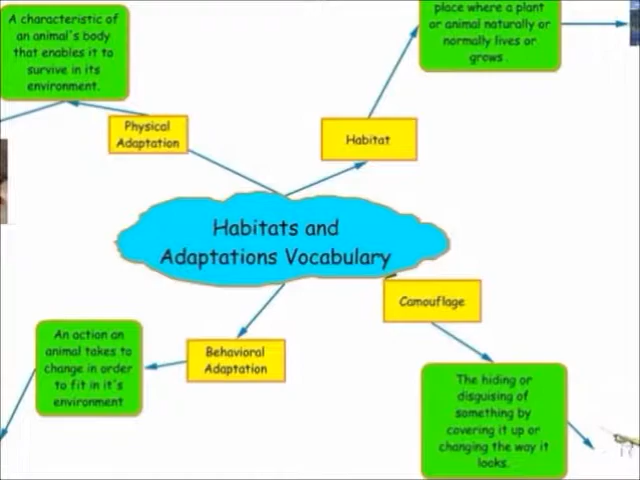 A characteristic of
an animal's body
that enables it to
survive in its
environment.
place where a plant
or animal naturally or
normally lives or
grows .
Physical
Adaptation
Habitat
Habitats and
Adaptations Vocabulary
Camouflage
An action an
animal takes to
change in order
to fit in it's
environment
Behavioral
Adaptation
The hiding or
disguising of
something by
covering it up or
changing the way it
looks.